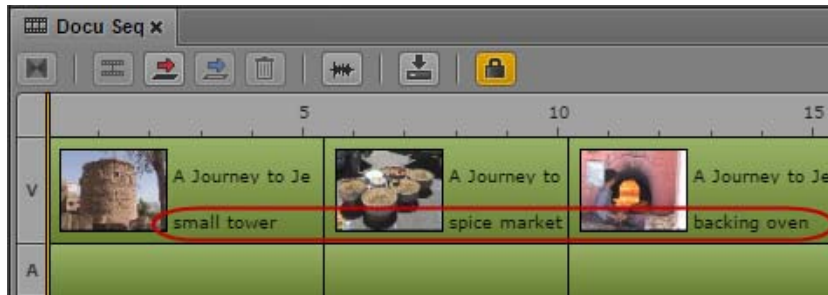 Docu Seq x
5 10 15
V A Journey to Je A Journey to A Journey to Je
small tower spice market backing oven
A